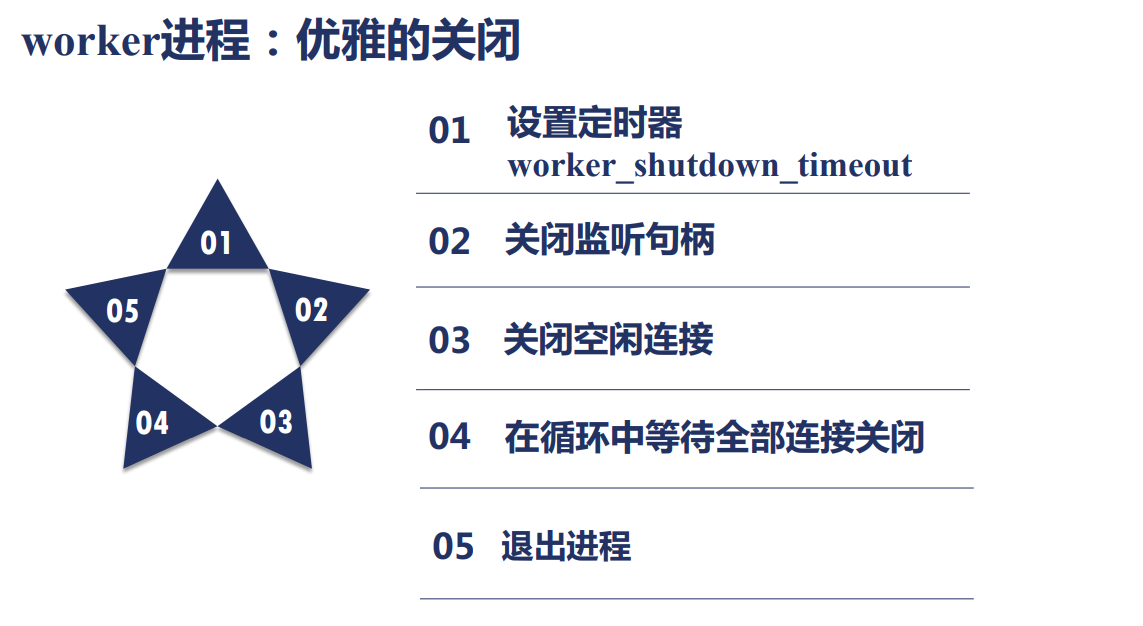 worker进程：优雅的关闭
01 设置定时器
worker_shutdown_timeout
02 关闭监听句柄
03 关闭空闲连接
04 在循环中等待全部连接关闭
05 退出进程
01
02
03
04
05